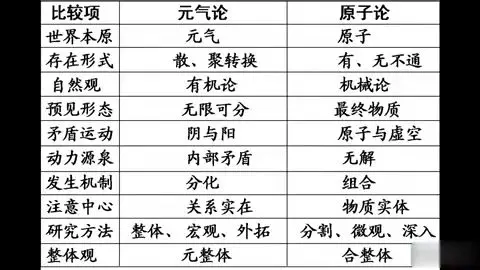 比较项 元气论 原子论
世界本原 元气 原子
存在形式 散、聚转换 有、无不通
自然观 有机论 机械论
预见形态 无限可分 最终物质
矛盾运动 阴与阳 原子与虚空
动力源泉 内部矛盾 无解
发生机制 分化 组合
注意中心 关系实在 物质实体
研究方法 整体、宏观、外拓 分割、微观、深入
整体观 元整体 合整体